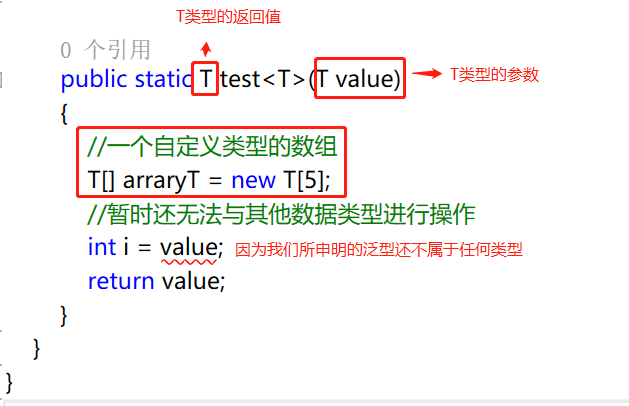 T类型的返回值
0 个引用
public static T test<T>(T value) T类型的参数
{
//一个自定义类型的数组
T[] arraryT = new T[5];
//暂时还无法与其他数据类型进行操作
int i = value; 因为我们所申明的泛型还不属于任何类型
return value;
}
}
}